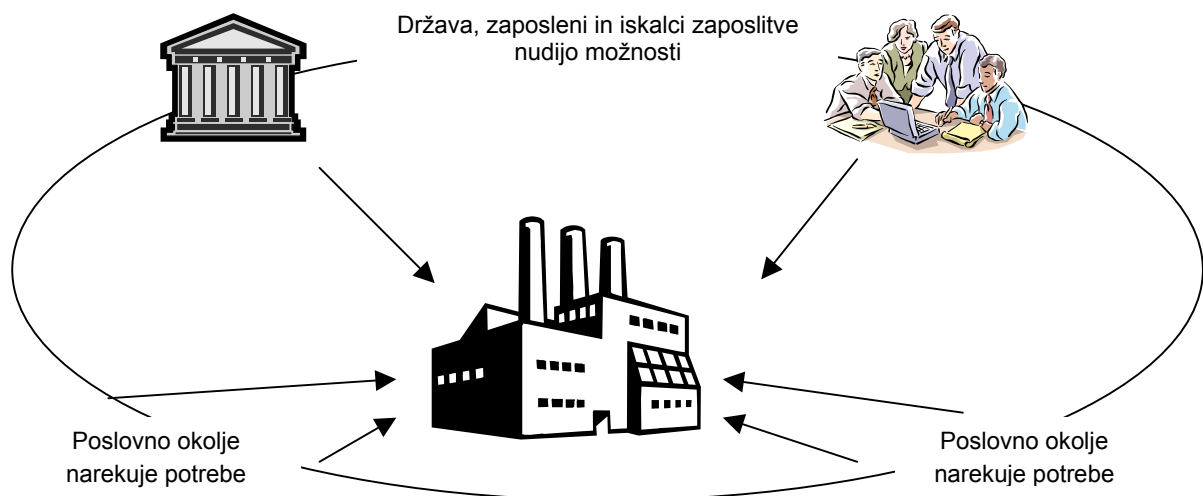 Država, zaposleni in iskalci zaposlitve
nudijo možnosti
Poslovno okolje
narekuje potrebe
Poslovno okolje
narekuje potrebe